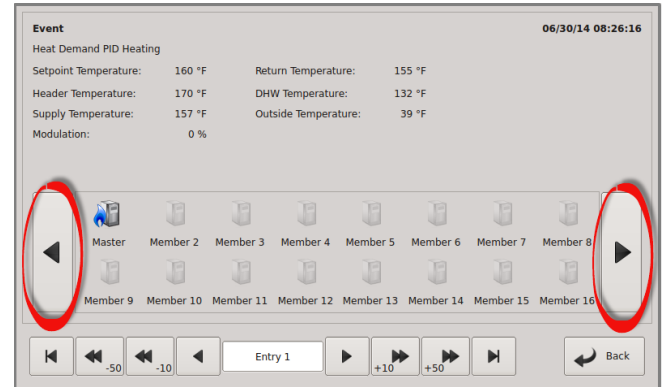 Event 06/30/14 08:26:16
Heat Demand PID Heating
Setpoint Temperature: 160 °F Return Temperature: 155 °F
Header Temperature: 170 °F DHW Temperature: 132 °F
Supply Temperature: 157 °F Outside Temperature: 39 °F
Modulation: 0 %
Master Member 2 Member 3 Member 4 Member 5 Member 6 Member 7 Member 8
Member 9 Member 10 Member 11 Member 12 Member 13 Member 14 Member 15 Member 16
-50 -10 Entry 1 +10 +50 Back